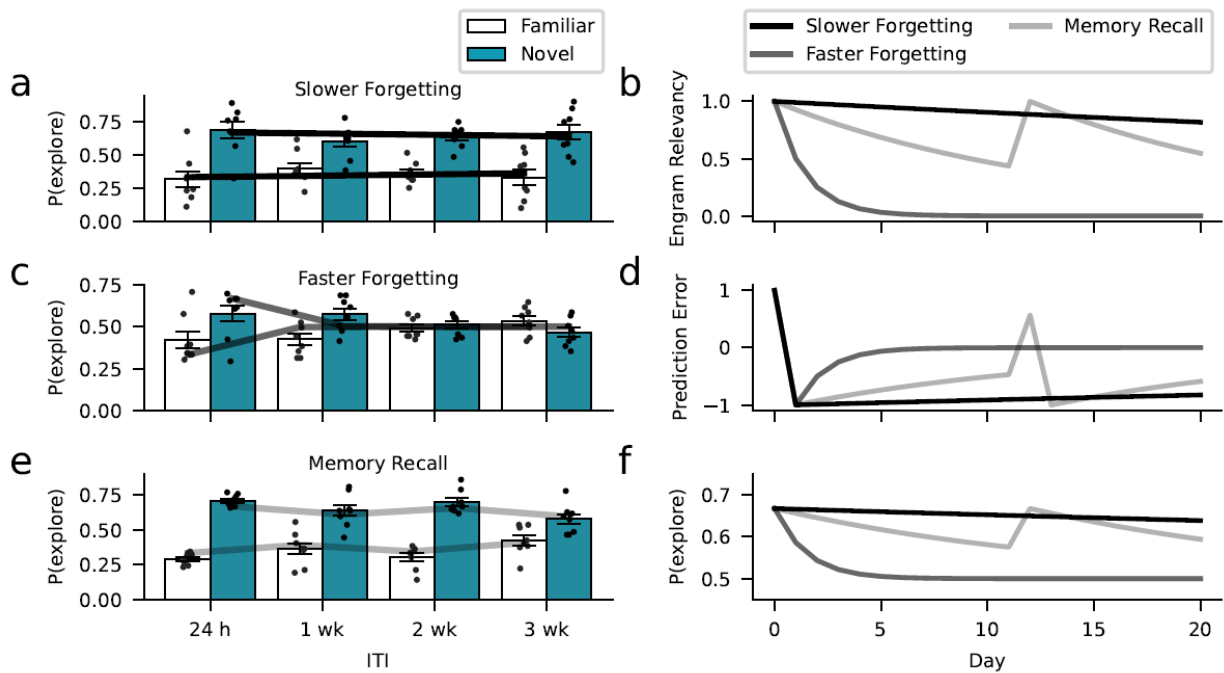 Familiar
Novel
Slower Forgetting
Memory Recall
Faster Forgetting
a
Slower Forgetting
P(explore)
0.75
0.50
0.25
0.00
b
Engram Relevancy
1.0
0.5
0.0
c
Faster Forgetting
P(explore)
0.75
0.50
0.25
0.00
d
Prediction Error
1
0
−1
e
Memory Recall
P(explore)
0.75
0.50
0.25
0.00
24 h
1 wk
2 wk
3 wk
ITI
f
P(explore)
0.7
0.6
0.5
0
5
10
15
20
Day